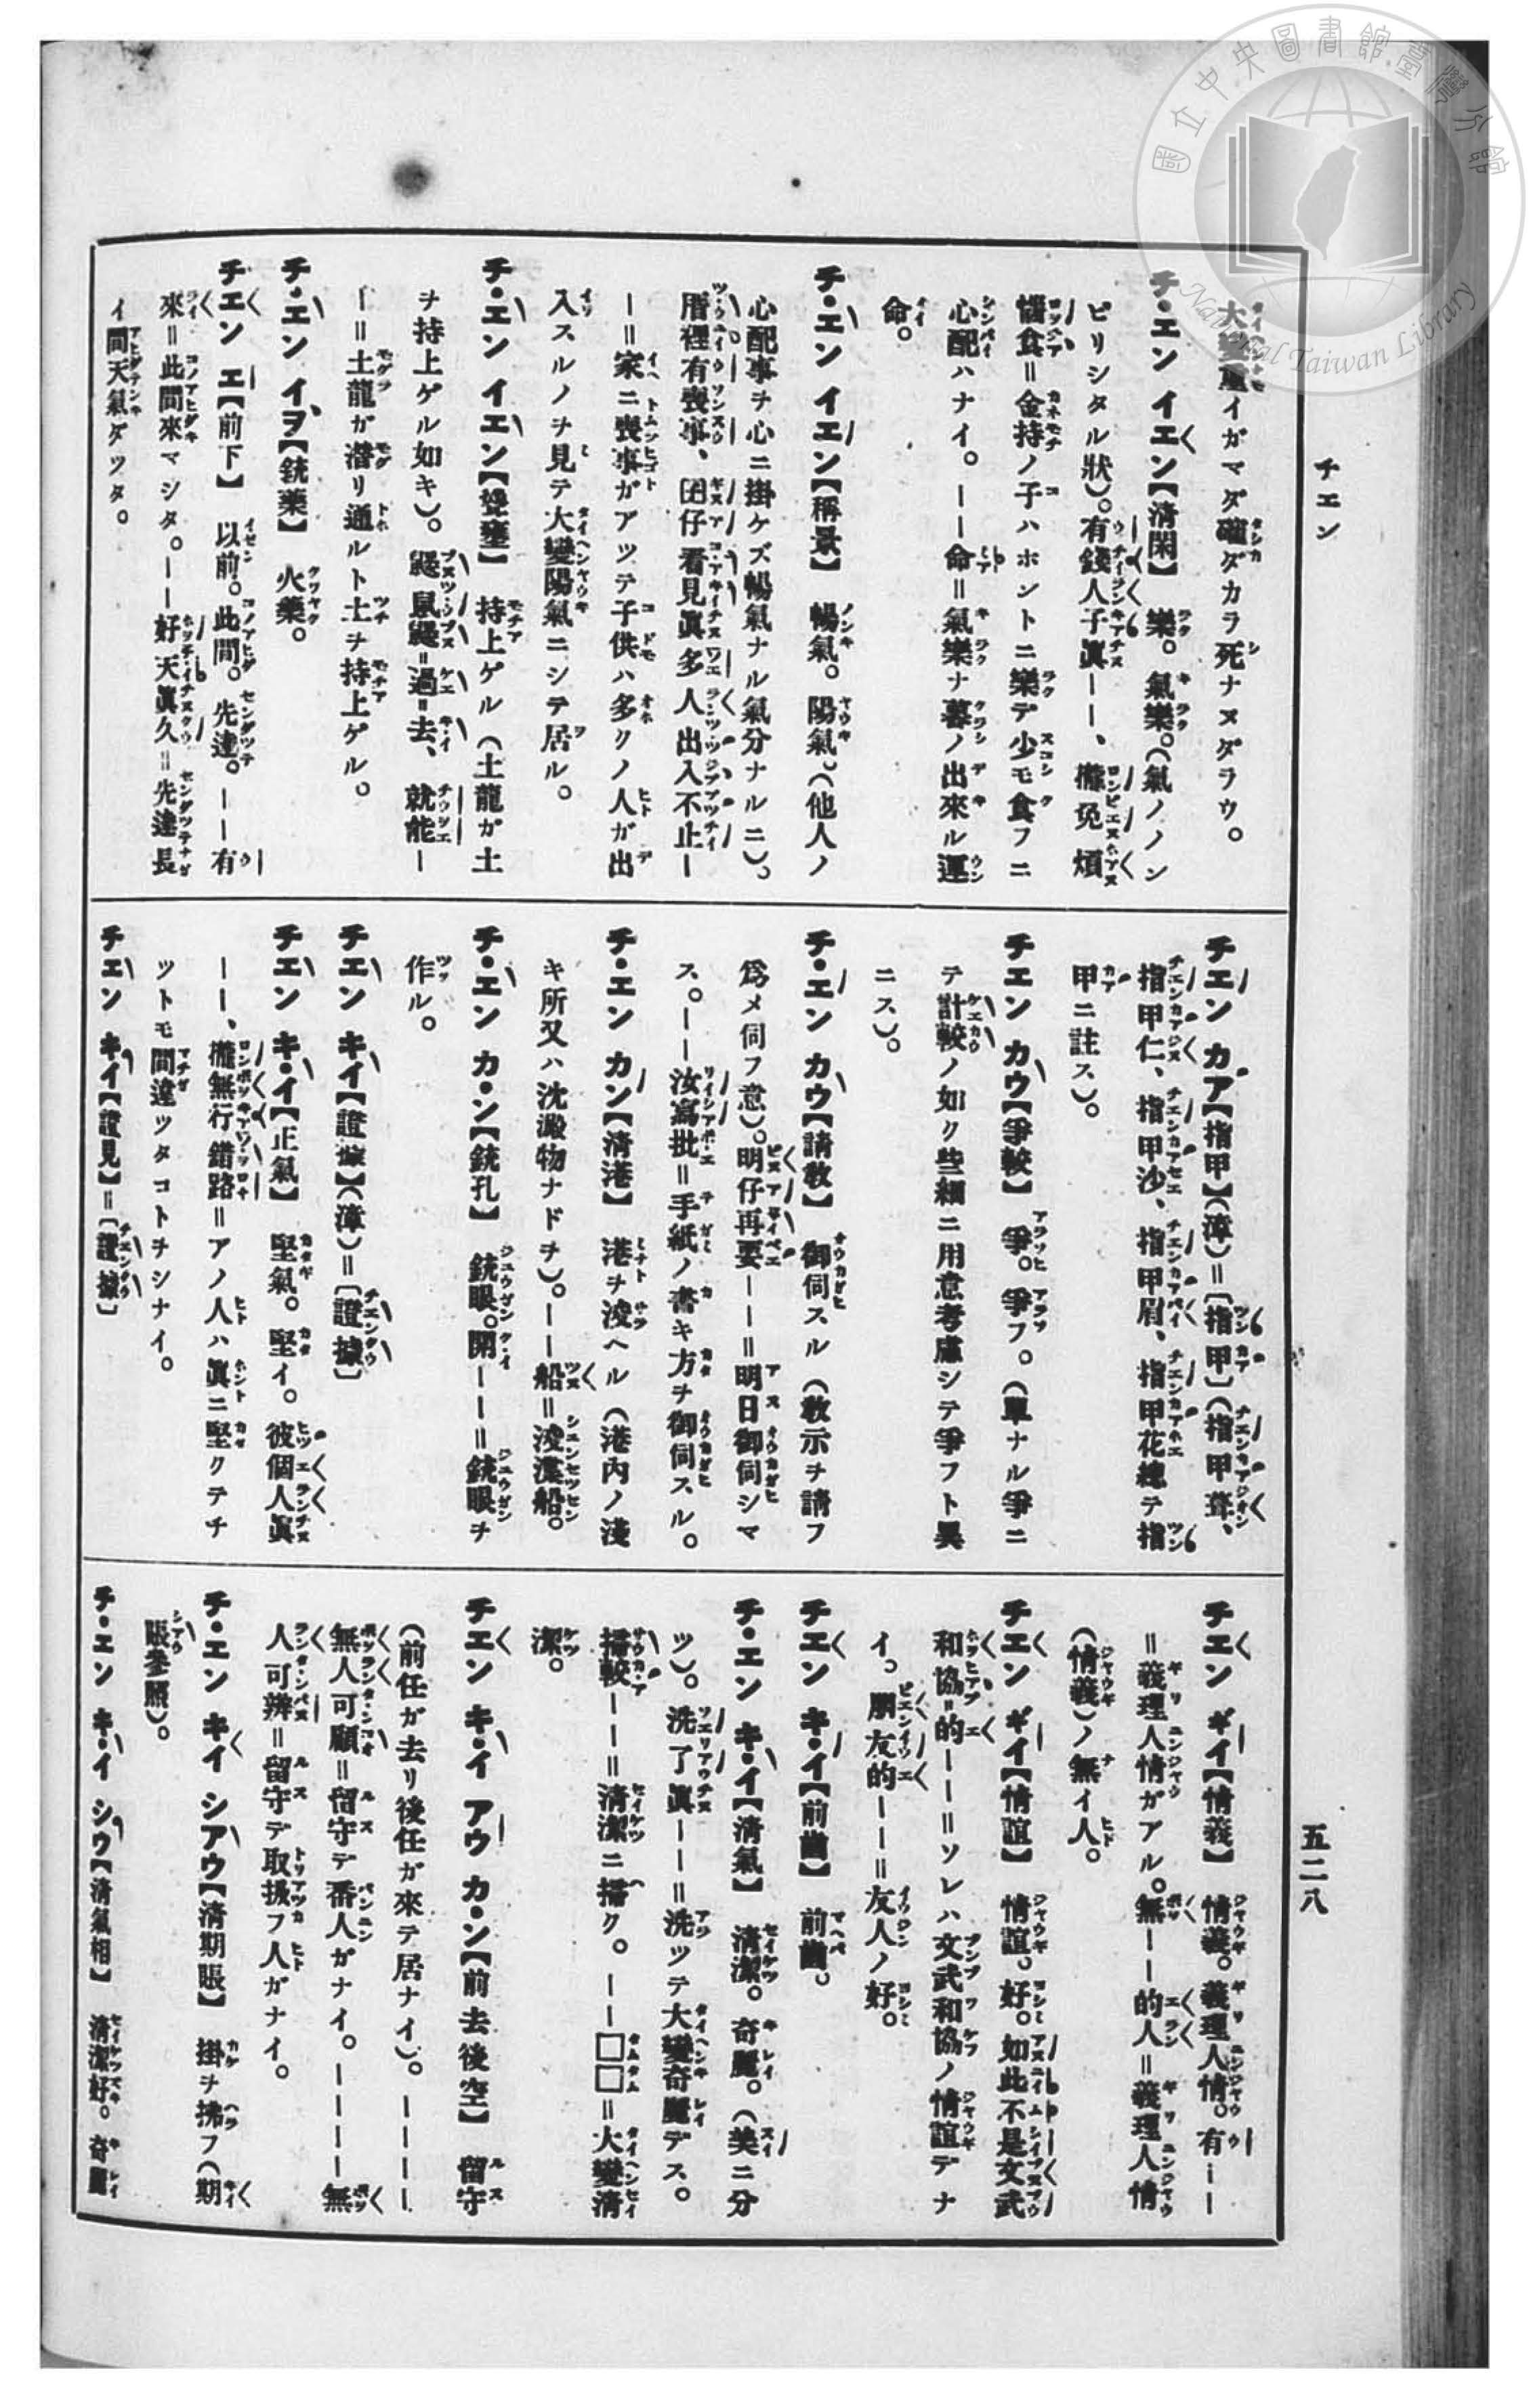 チエン
五二八
イガマダ確ダカラ死ナヌダラウ。
チ・エン イエン【清閑】 樂。氣樂。(氣ノノン
ビリシタル狀)。有錢人子眞ーー、攏免煩
惱食=金持ノ子ハホントニ樂デ少モ食フニ
心配ハナイ。ーー命=氣樂ナ暮ノ出來ル運
命。
チ・エン イエン【稱景】 暢氣。陽氣。(他人ノ
心配事ヲ心ニ掛ケズ暢氣ナル氣分ナルニ)。
厝裡有喪事、囝仔看見眞多人出入不止ー
ー=家ニ喪事ガアツテ子供ハ多クノ人ガ出
入スルノヲ見テ大變陽氣ニシテ居ル。
チ・エン イエン 持上ゲル (土龍ガ土
ヲ持上ゲル如キ)。鼠=過=去、就能ー
ー=土龍ガ潛リ通ルト土ヲ持上ゲル。
チ・エン イヲ【銃藥】 火藥。
チエン エ【前下】 以前。此間。先達。ーー有
來=此間來マシタ。ーー好天眞久=先達長
イ間天氣ダツタ。
チエン カア【指甲】(漳)=〔指甲〕(指甲茸、
指甲仁、指甲沙、指甲眉、指甲花總テ指
甲ニ註ス)。
チエン カウ【爭較】 爭。爭フ。(單ナル爭ニ
テ計較ノ如ク些細ニ用意考慮シテ爭フト異
ニス)。
チ・エン カウ【請敎】 御伺スル (敎示ヲ請フ
爲メ伺フ意)。明仔再要ーー=明日御伺シマ
ス。ーー汝寫批=手紙ノ書キ方ヲ御伺スル。
チ・エン カン【清港】 港ヲ浚ヘル (港內ノ淺
キ所又ハ沈澱物ナドヲ)。ーー船=浚渫船。
チ・エン カ・ン【銃孔】 銃眼。開ーー=銃眼ヲ
作ル。
チエン キイ【證據】(漳)=〔證據〕
チエン キ・イ【正氣】 堅氣。堅イ。彼個人眞
ーー、攏無行錯路=アノ人ハ眞ニ堅クテチ
ツトモ間違ツタコトヲシナイ。
チエン キイ【證見】=〔證據〕
チエン ギイ【情義】 情義。義理人情。有ーー
=義理人情ガアル。無ーー的人=義理人情
(情義)ノ無イ人。
チエン ギイ【情誼】 情誼。好。如此不是文武
和協=的ーー=ソレハ文武和協ノ情誼デナ
イ。朋友的ーー=友人ノ好。
チエン キ・イ【前齒】 前齒。
チ・エン キ・イ【清氣】 清潔。奇麗。(美ニ分
ツ)。洗了眞ーー=洗ツテ大變奇麗デス。
掃較ーー=清潔ニ掃ク。ーー□□=大變清
潔。
チエン キ・イ アウ カ・ン【前去後空】 留守
(前任ガ去リ後任ガ來テ居ナイ)。ーーーー
無人可顧=留守デ番人ガナイ。ーーーー無
人可辨=留守デ取扱フ人ガナイ。
チ・エン キイ シアウ【清期賬】 掛ヲ拂フ(期
賬參照)。
チ・エン キ・イ シウ【清氣相】 清潔好。奇麗